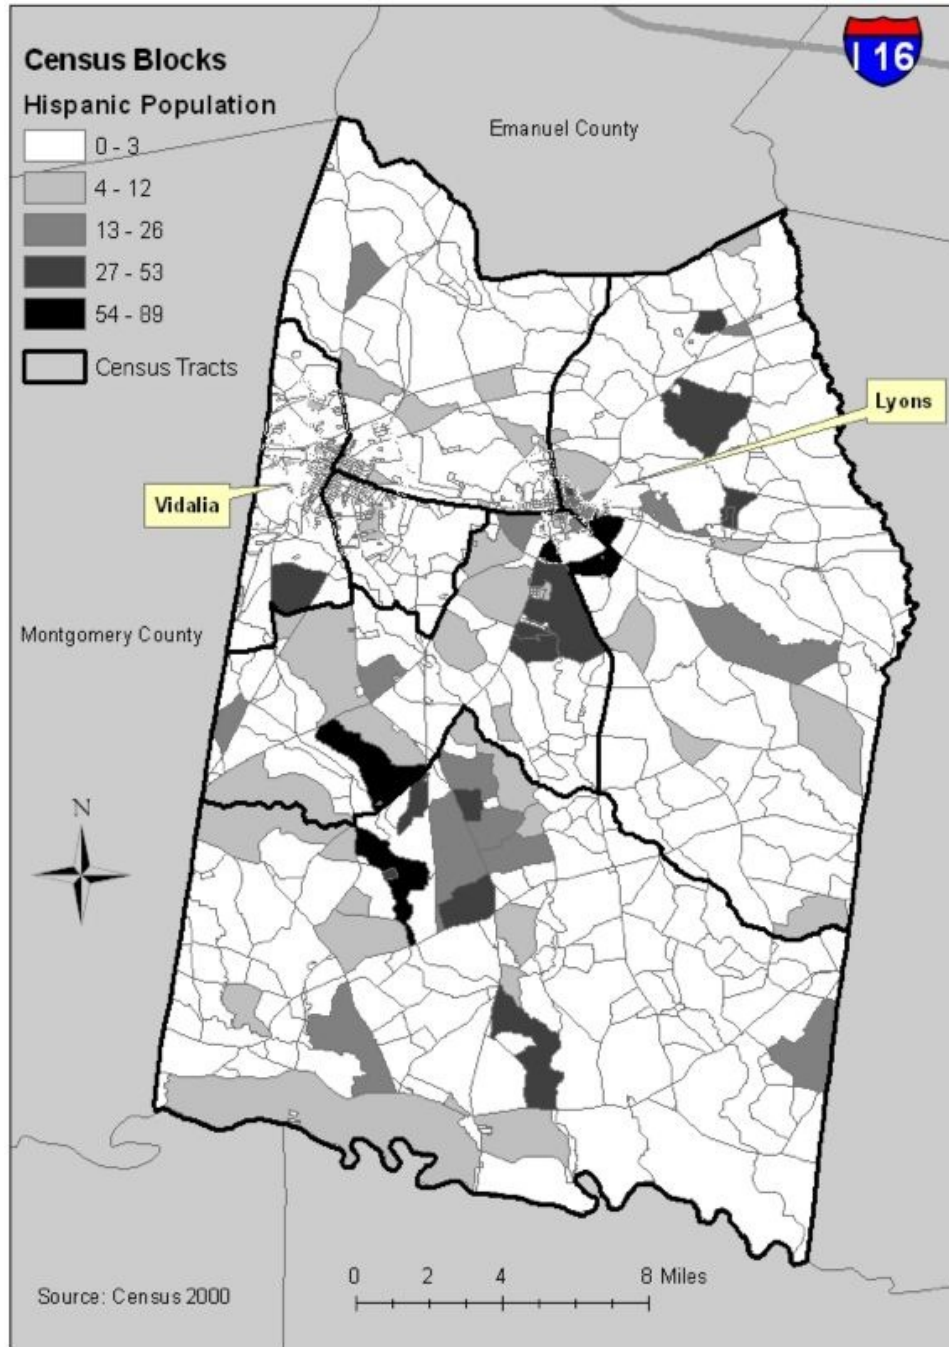 Census Blocks
Hispanic Population
0 - 3
4 - 12
13 - 26
27 - 53
54 - 89
Census Tracts
I 16
Emanuel County
Lyons
Vidalia
Montgomery County
N
0 2 4 8 Miles
Source: Census 2000